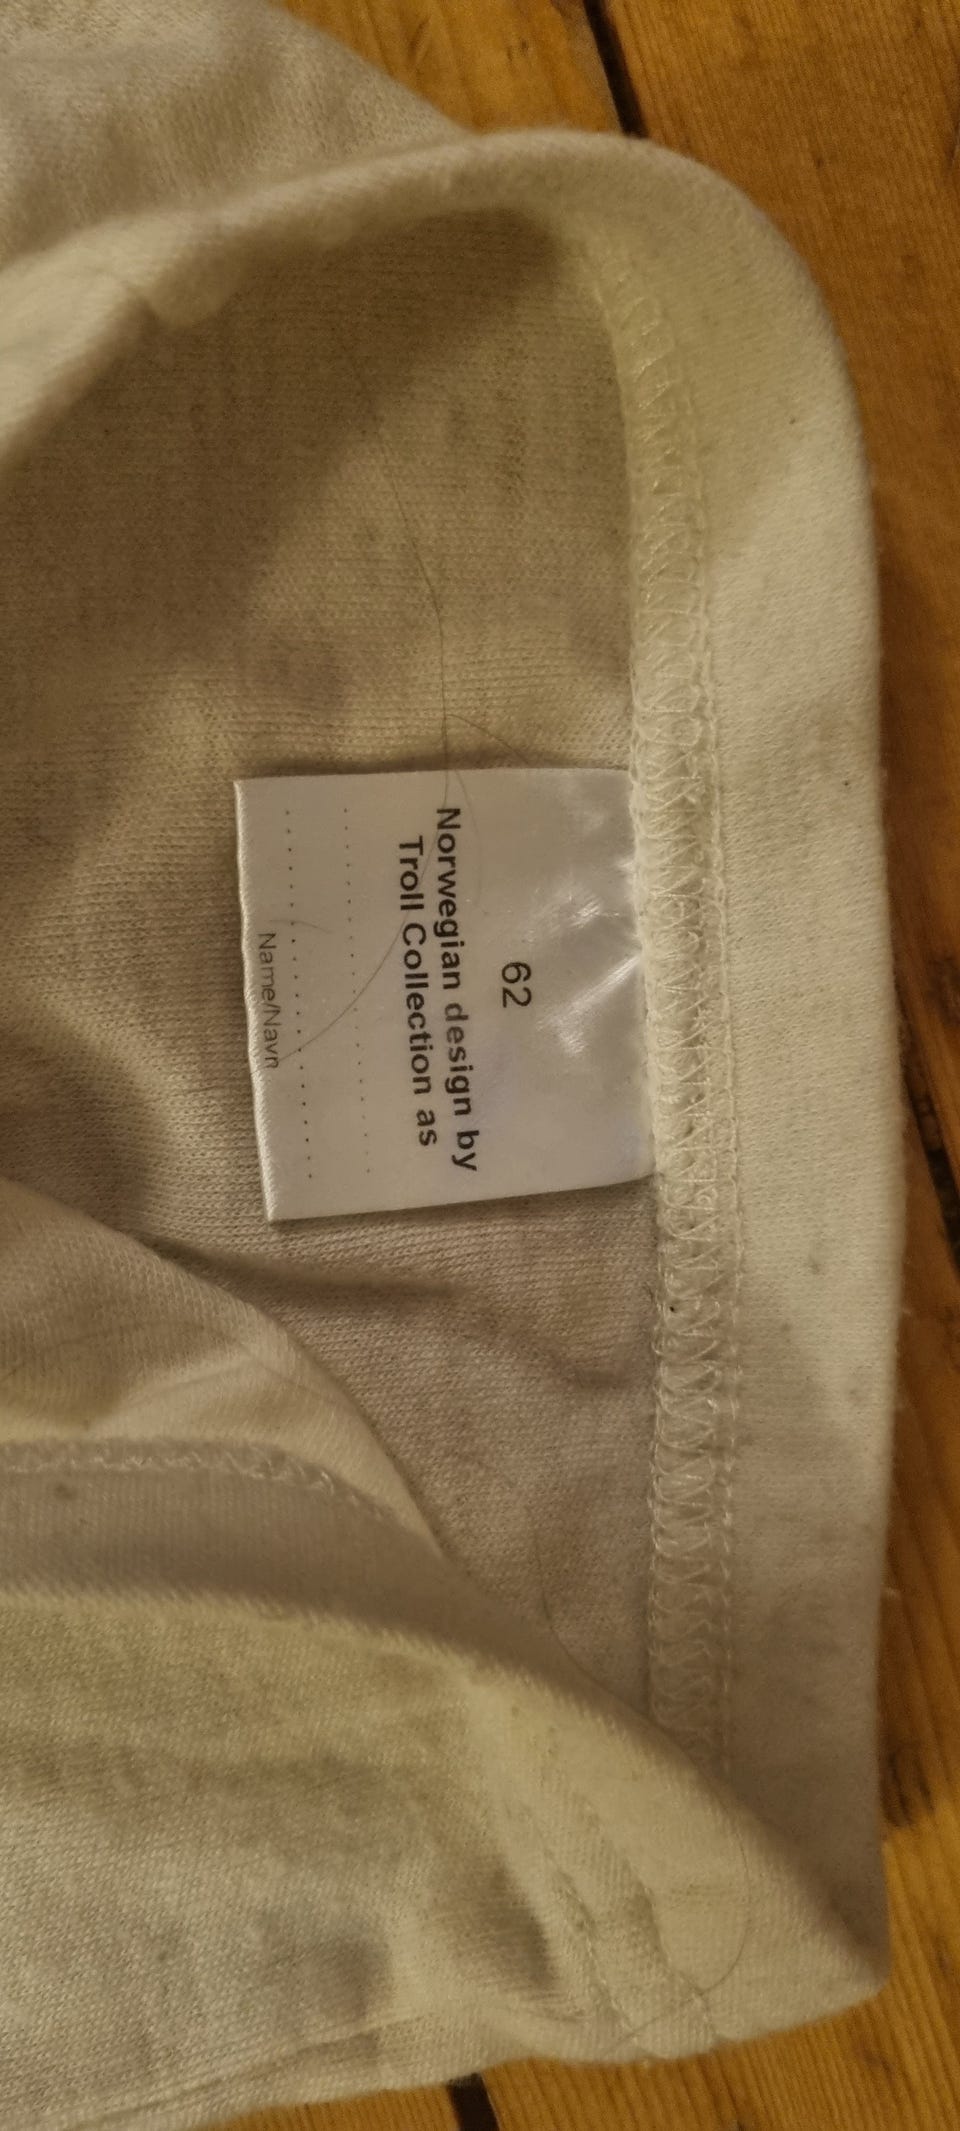 62
Norwegian design by
Troll Collection as
Name/Navn